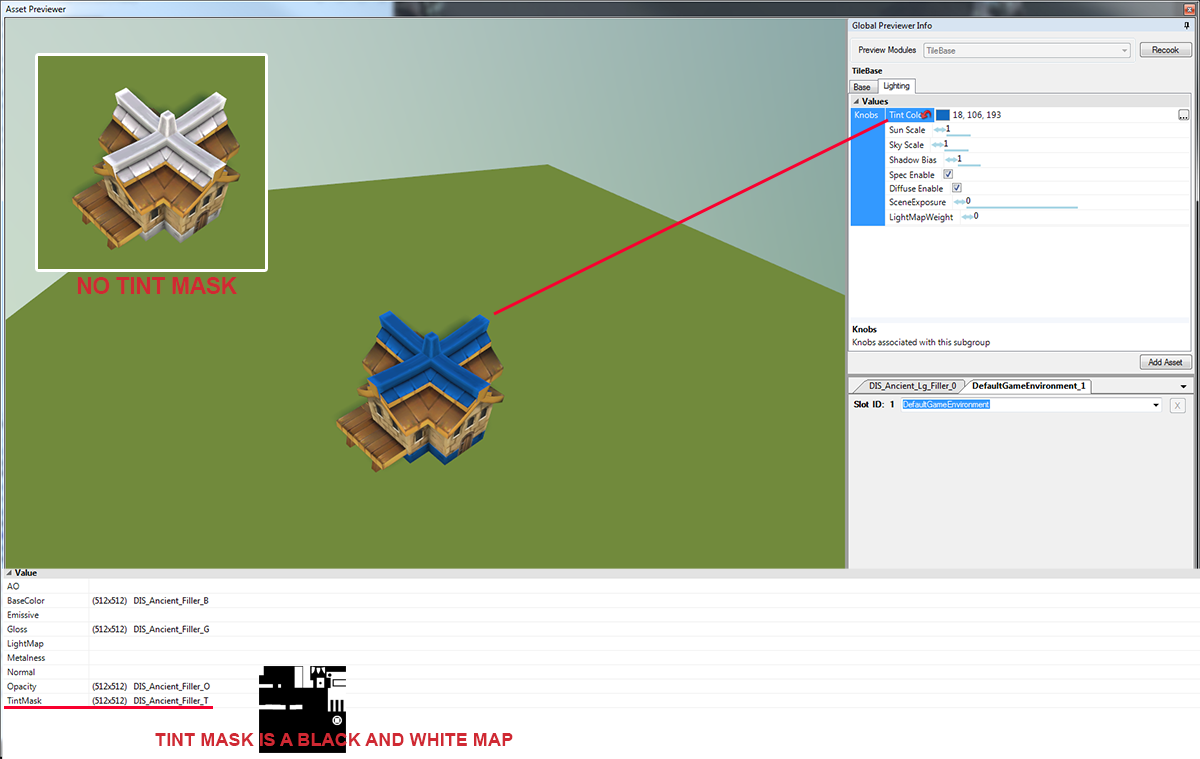 Asset Previewer
NO TINT MASK
Global Previewer Info
Preview Modules TileBase Recook
TileBase
Base Lighting
Values
Knobs Tint Colo 18, 106, 193 ...
Sun Scale 1
Sky Scale 1
Shadow Bias 1
Spec Enable
Diffuse Enable
SceneExposure 0
LightMapWeight 0
Knobs
Knobs associated with this subgroup
Add Asset
DIS_Ancient_Lg_Filler_0 DefaultGameEnvironment_1
Slot ID: 1 DefaultGameEnvironment X
Value
AO
BaseColor (512x512) DIS_Ancient_Filler_B
Emissive
Gloss (512x512) DIS_Ancient_Filler_G
LightMap
Metalness
Normal
Opacity (512x512) DIS_Ancient_Filler_O
TintMask (512x512) DIS_Ancient_Filler_T
TINT MASK IS A BLACK AND WHITE MAP